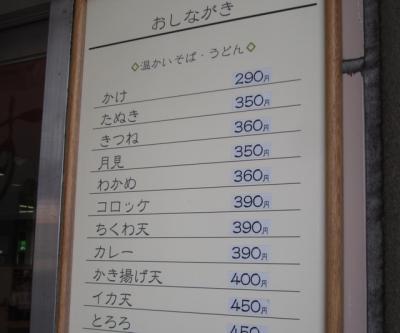 おしながき
◇温かいそば・うどん◇
かけ 290円
たぬき 350円
きつね 360円
月見 350円
わかめ 360円
コロッケ 390円
ちくわ天 390円
カレー 390円
かき揚げ天 400円
イカ天 450円
とろろ 450